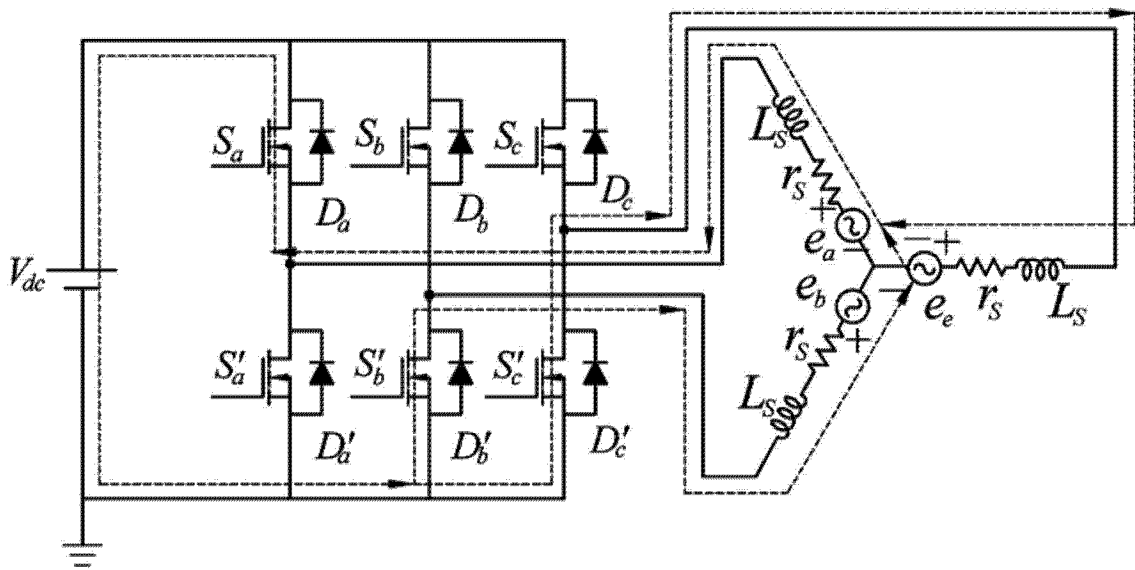 S_a
S_b
S_c
D_a
D_b
D_c
L_S
r_S
+
e_a
−
− +
V_dc
e_b
−
e_e
r_S
L_S
r_S
+
L_S
S'_a
S'_b
S'_c
D'_a
D'_b
D'_c